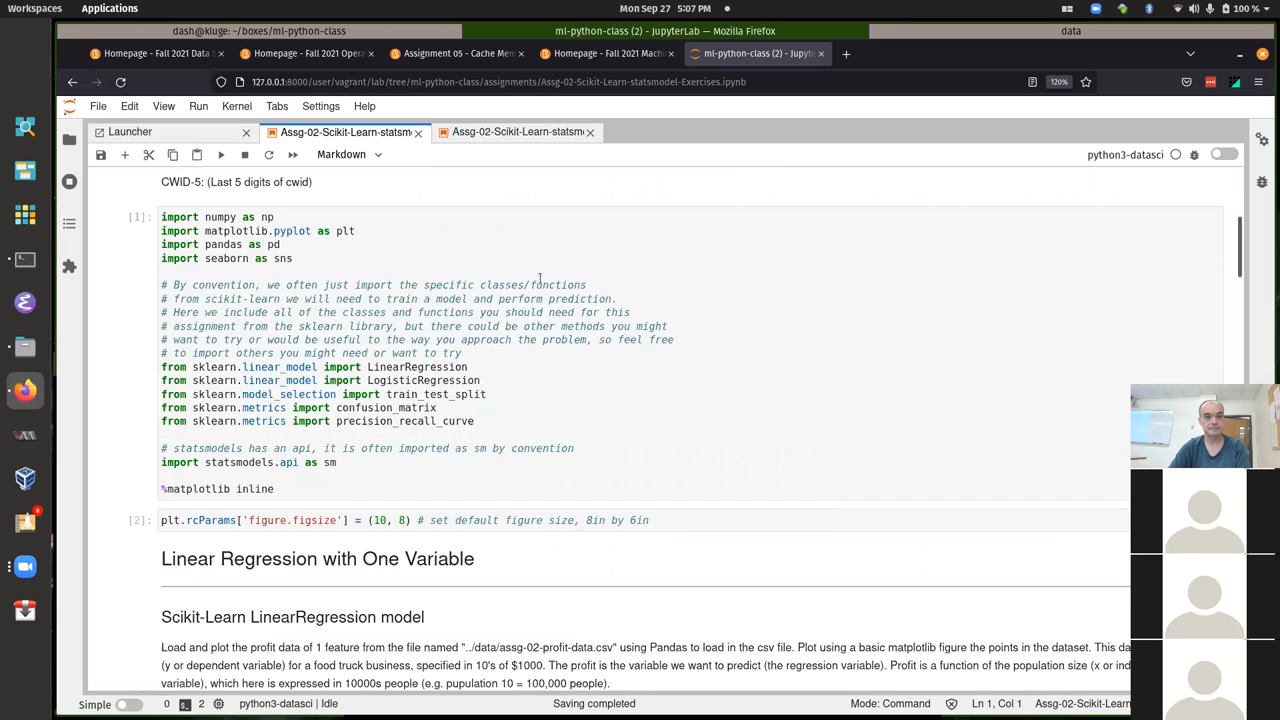 Workspaces Applications Mon Sep 27 5:07 PM 100 %
dash@kluge: ~/boxes/ml-python-class ml-python-class (2) - JupyterLab — Mozilla Firefox data
Homepage - Fall 2021 Data S Homepage - Fall 2021 Opera Assignment 05 - Cache Mem Homepage - Fall 2021 Machi ml-python-class (2) - Jupyte
127.0.0.1:8000/user/vagrant/lab/tree/ml-python-class/assignments/Assg-02-Scikit-Learn-statsmodel-Exercises.ipynb 120%
File Edit View Run Kernel Tabs Settings Help
Launcher Assg-02-Scikit-Learn-statsm Assg-02-Scikit-Learn-statsm
Markdown python3-datasci
CWID-5: (Last 5 digits of cwid)
[1]: import numpy as np
import matplotlib.pyplot as plt
import pandas as pd
import seaborn as sns
# By convention, we often just import the specific classes/functions
# from scikit-learn we will need to train a model and perform prediction.
# Here we include all of the classes and functions you should need for this
# assignment from the sklearn library, but there could be other methods you might
# want to try or would be useful to the way you approach the problem, so feel free
# to import others you might need or want to try
from sklearn.linear_model import LinearRegression
from sklearn.linear_model import LogisticRegression
from sklearn.model_selection import train_test_split
from sklearn.metrics import confusion_matrix
from sklearn.metrics import precision_recall_curve
# statsmodels has an api, it is often imported as sm by convention
import statsmodels.api as sm
%matplotlib inline
[2]: plt.rcParams['figure.figsize'] = (10, 8) # set default figure size, 8in by 6in
Linear Regression with One Variable
Scikit-Learn LinearRegression model
Load and plot the profit data of 1 feature from the file named "../data/assg-02-profit-data.csv" using Pandas to load in the csv file. Plot using a basic matplotlib figure the points in the dataset. This da
(y or dependent variable) for a food truck business, specified in 10's of $1000. The profit is the variable we want to predict (the regression variable). Profit is a function of the population size (x or ind
variable), which here is expressed in 10000s people (e.g. pupulation 10 = 100,000 people).
Simple 0 2 python3-datasci | Idle Saving completed Mode: Command Ln 1, Col 1 Assg-02-Scikit-Learn